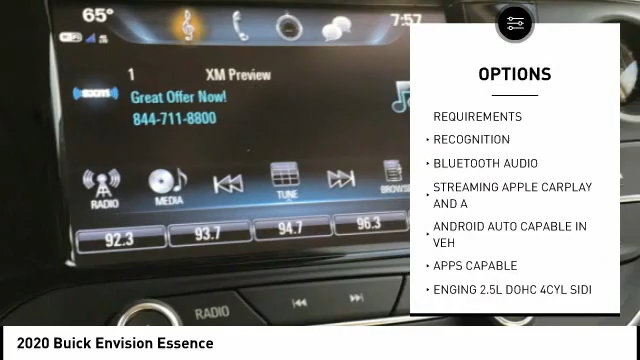 65°
7:57
((SXM))
1 XM Preview
Great Offer Now!
844-711-8800
RADIO
MEDIA
TUNE
BROWSE
92.3
93.7
94.7
96.3
RADIO
OPTIONS
REQUIREMENTS
RECOGNITION
BLUETOOTH AUDIO
STREAMING APPLE CARPLAY
AND A
ANDROID AUTO CAPABLE IN
VEH
APPS CAPABLE
ENGING 2.5L DOHC 4CYL SIDI
2020 Buick Envision Essence